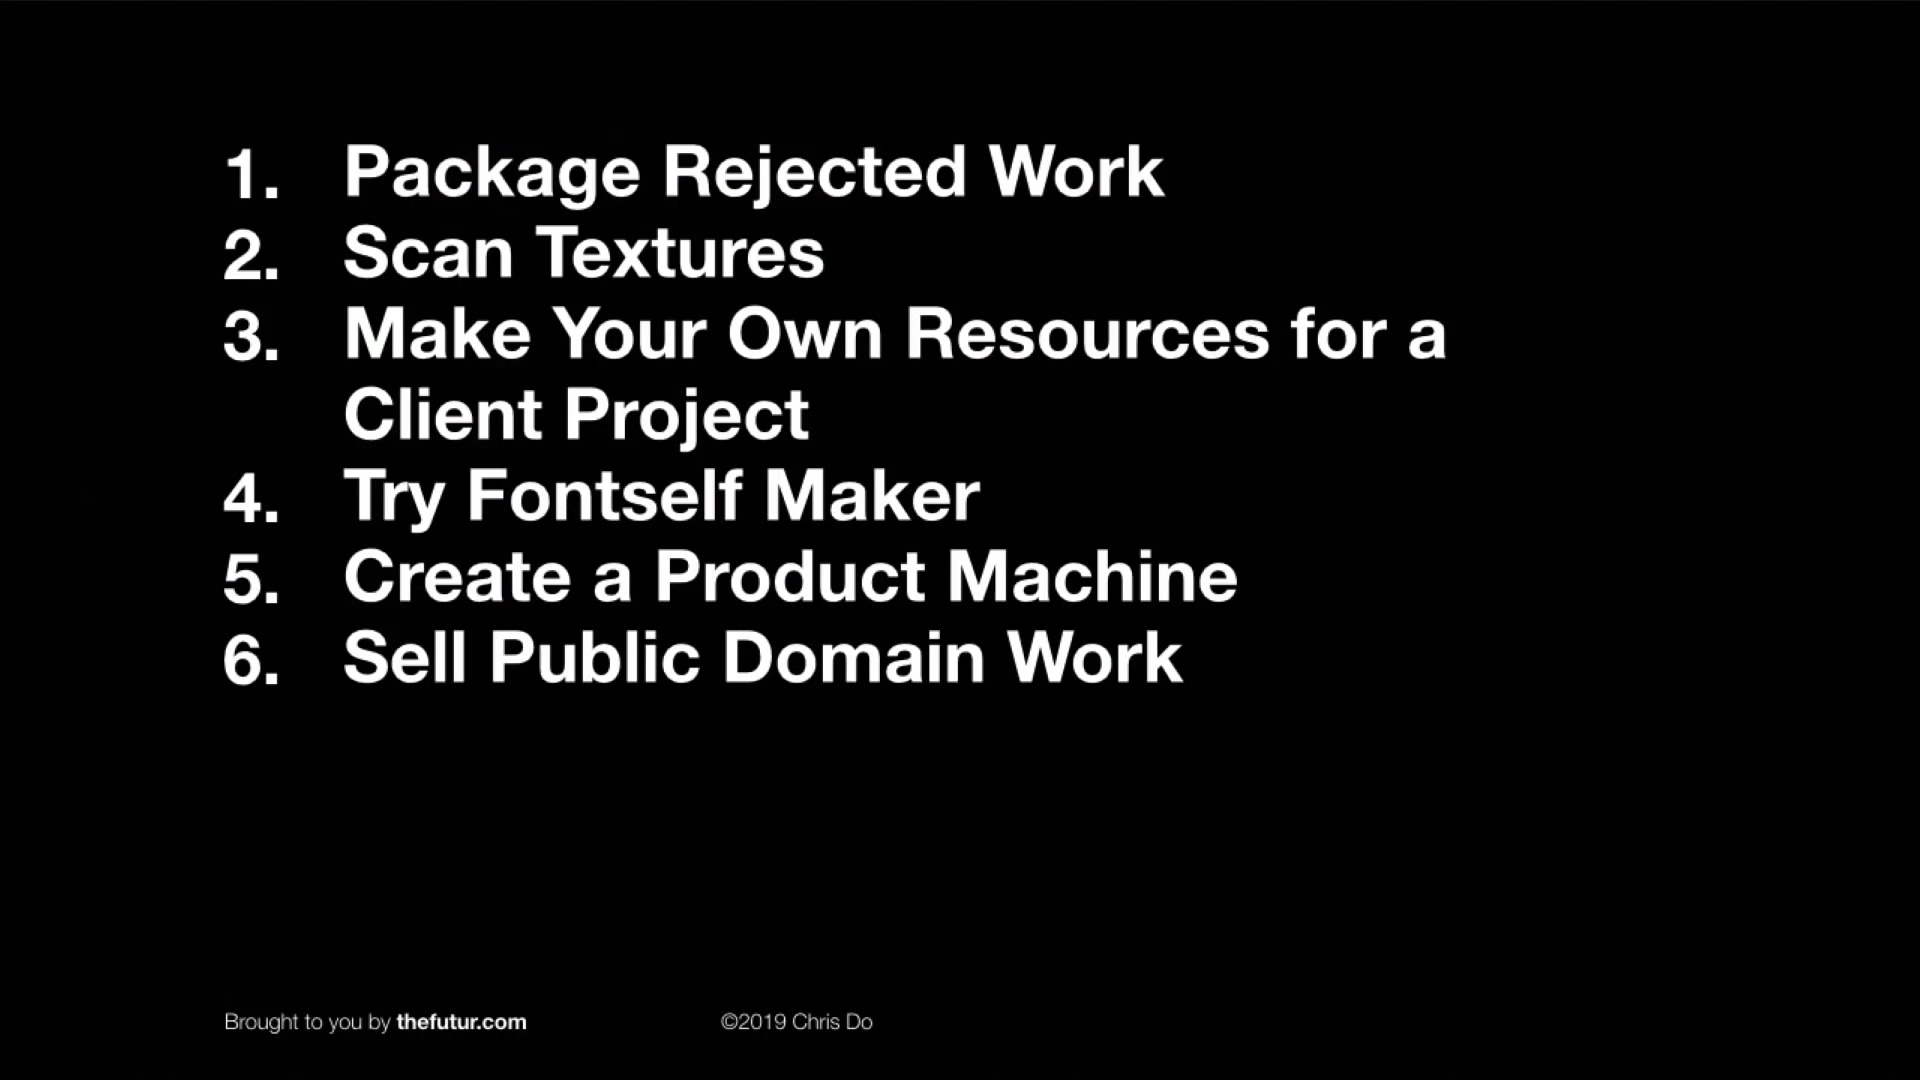 1. Package Rejected Work
2. Scan Textures
3. Make Your Own Resources for a
Client Project
4. Try Fontself Maker
5. Create a Product Machine
6. Sell Public Domain Work
Brought to you by thefutur.com ©2019 Chris Do